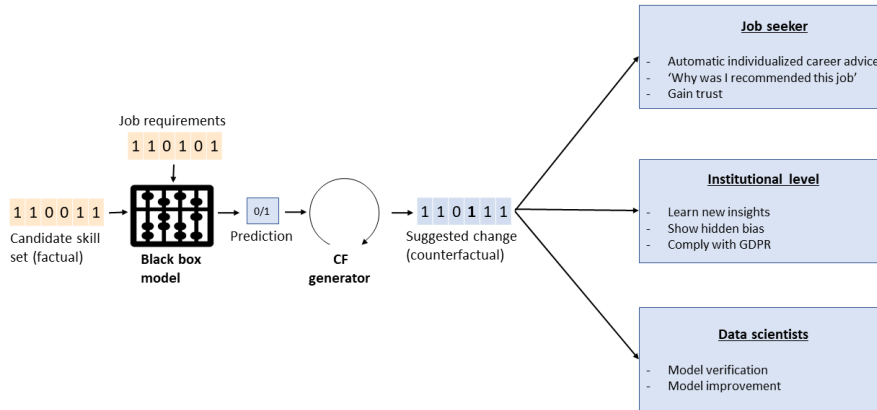 Job requirements
1 1 0 1 0 1
1 1 0 0 1 1
Candidate skill
set (factual)
Black box
model
0/1
Prediction
CF
generator
1 1 0 1 1 1
Suggested change
(counterfactual)
Job seeker
- Automatic individualized career advice
- ‘Why was I recommended this job’
- Gain trust
Institutional level
- Learn new insights
- Show hidden bias
- Comply with GDPR
Data scientists
- Model verification
- Model improvement